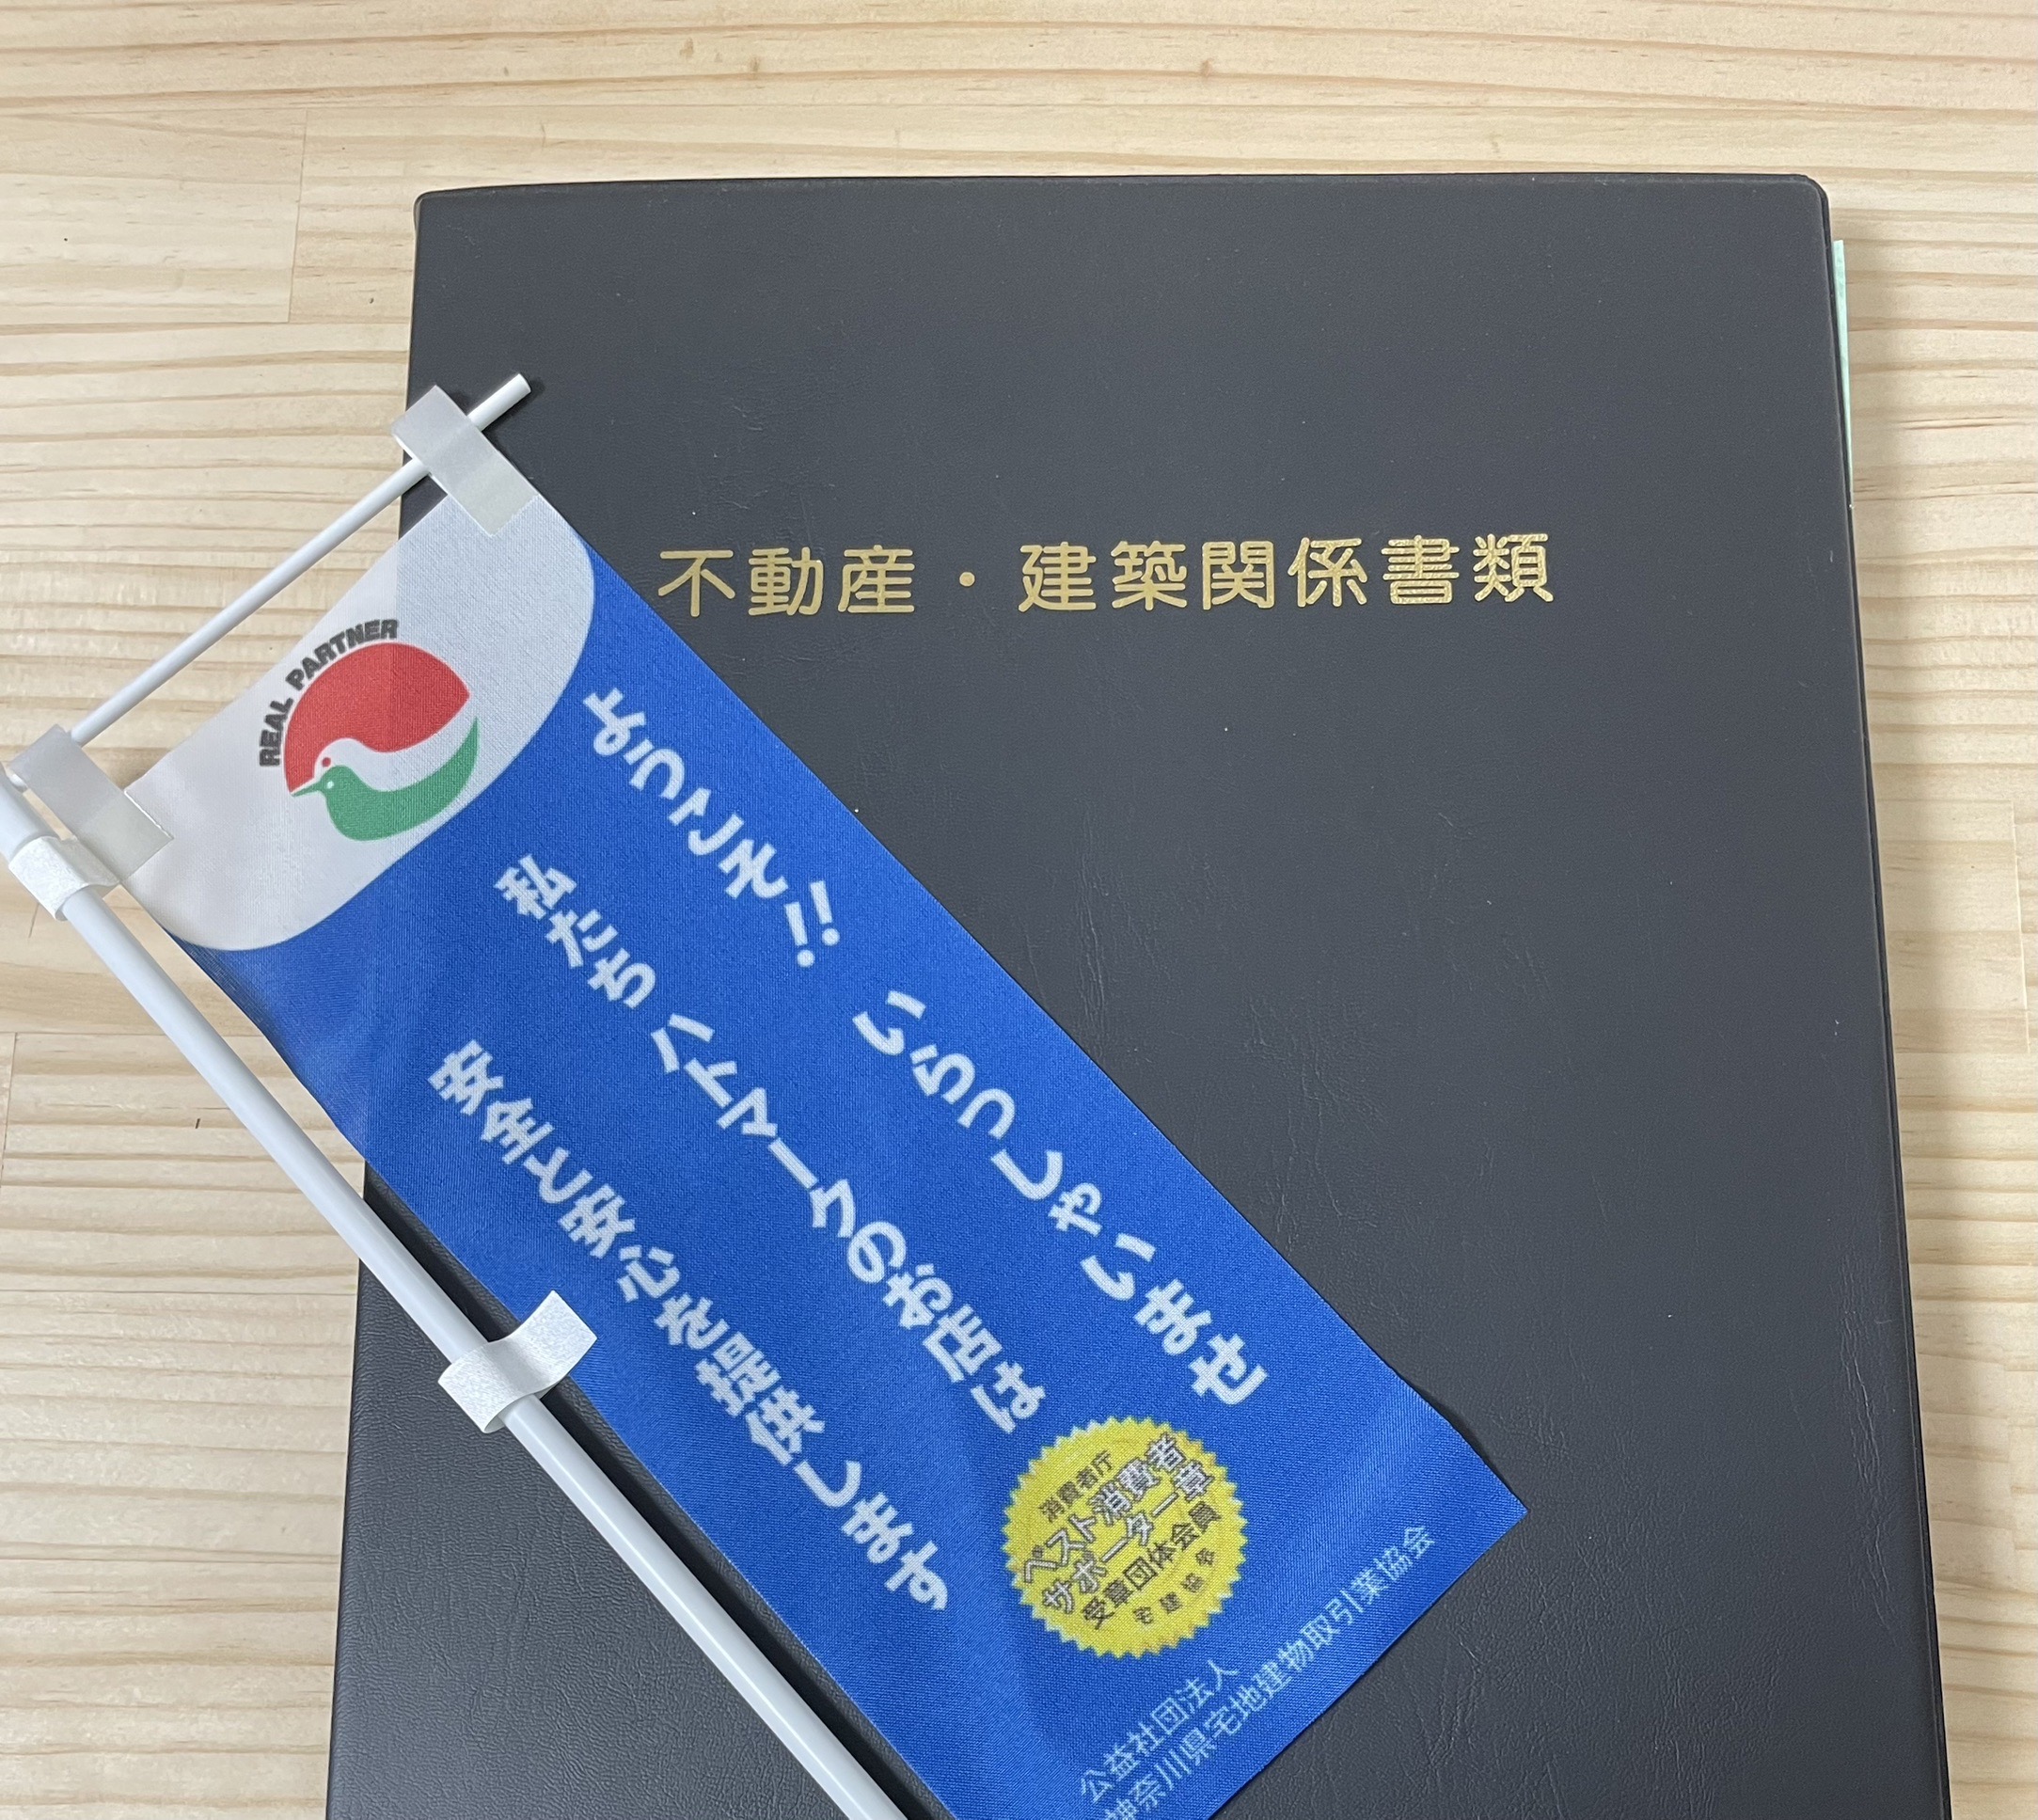 不動産・建築関係書類
REAL PARTNER
ようこそ!! いらっしゃいませ
私たちハトマークのお店は
安全と安心を提供します
消費者庁
ベスト消費者
サポーター章
受章団体会員
宅建協会
公益社団法人
神奈川県宅地建物取引業協会